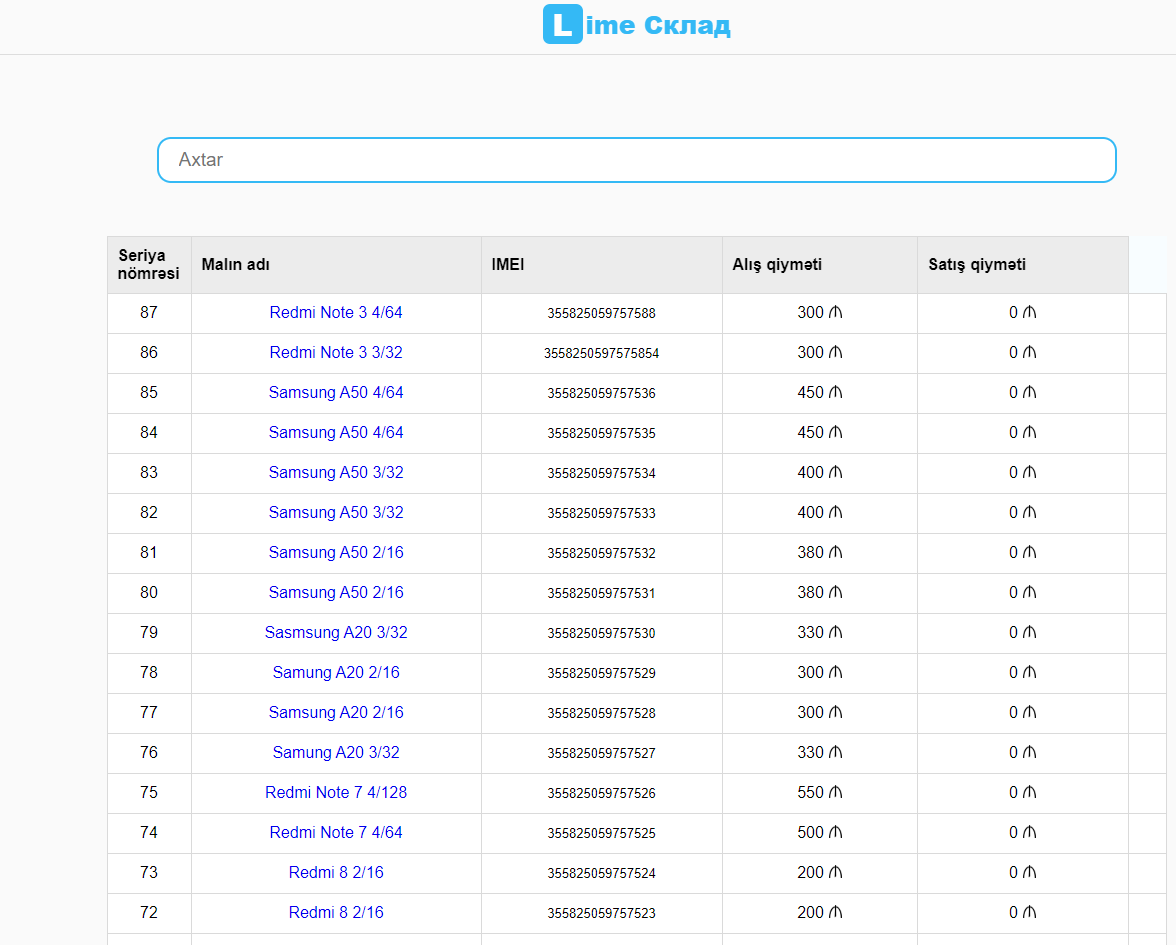 Lime Склад
Axtar
Seriya nömrəsi Malın adı IMEI Alış qiyməti Satış qiyməti
87 Redmi Note 3 4/64 355825059757588 300 ₼ 0 ₼
86 Redmi Note 3 3/32 3558250597575854 300 ₼ 0 ₼
85 Samsung A50 4/64 355825059757536 450 ₼ 0 ₼
84 Samsung A50 4/64 355825059757535 450 ₼ 0 ₼
83 Samsung A50 3/32 355825059757534 400 ₼ 0 ₼
82 Samsung A50 3/32 355825059757533 400 ₼ 0 ₼
81 Samsung A50 2/16 355825059757532 380 ₼ 0 ₼
80 Samsung A50 2/16 355825059757531 380 ₼ 0 ₼
79 Sasmsung A20 3/32 355825059757530 330 ₼ 0 ₼
78 Samung A20 2/16 355825059757529 300 ₼ 0 ₼
77 Samsung A20 2/16 355825059757528 300 ₼ 0 ₼
76 Samung A20 3/32 355825059757527 330 ₼ 0 ₼
75 Redmi Note 7 4/128 355825059757526 550 ₼ 0 ₼
74 Redmi Note 7 4/64 355825059757525 500 ₼ 0 ₼
73 Redmi 8 2/16 355825059757524 200 ₼ 0 ₼
72 Redmi 8 2/16 355825059757523 200 ₼ 0 ₼